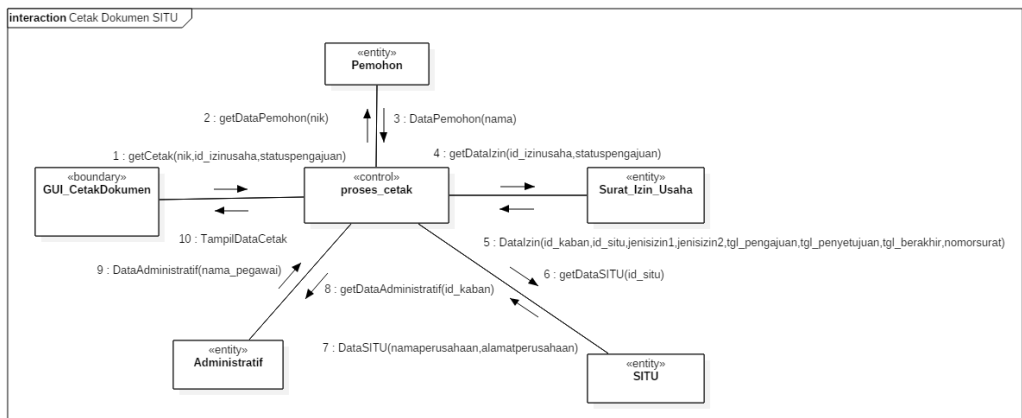 interaction Cetak Dokumen SITU
«entity»
Pemohon
2 : getDataPemohon(nik)
3 : DataPemohon(nama)
1 : getCetak(nik,id_izinusaha,statuspengajuan)
4 : getDataIzin(id_izinusaha,statuspengajuan)
«boundary»
GUI_CetakDokumen
«control»
proses_cetak
«entity»
Surat_Izin_Usaha
10 : TampilDataCetak
5 : DataIzin(id_kaban,id_situ,jenisizin1,jenisizin2,tgl_pengajuan,tgl_penyetujuan,tgl_berakhir,nomorsurat)
9 : DataAdministratif(nama_pegawai)
6 : getDataSITU(id_situ)
8 : getDataAdministratif(id_kaban)
7 : DataSITU(namaperusahaan,alamatperusahaan)
«entity»
Administratif
«entity»
SITU